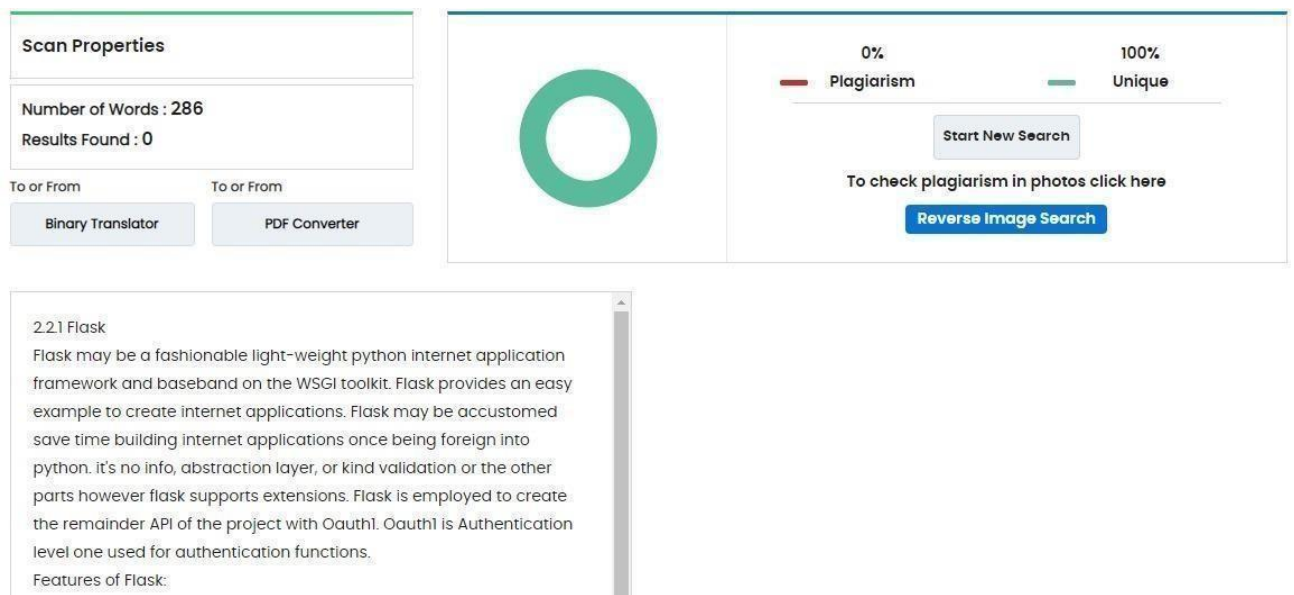 Scan Properties
Number of Words : 286
Results Found : 0
To or From
To or From
Binary Translator
PDF Converter
0%
Plagiarism
100%
Unique
Start New Search
To check plagiarism in photos click here
Reverse Image Search
2.2.1 Flask
Flask may be a fashionable light-weight python internet application
framework and baseband on the WSGI toolkit. Flask provides an easy
example to create internet applications. Flask may be accustomed
save time building internet applications once being foreign into
python. it's no info, abstraction layer, or kind validation or the other
parts however flask supports extensions. Flask is employed to create
the remainder API of the project with Oauth1. Oauth1 is Authentication
level one used for authentication functions.
Features of Flask: